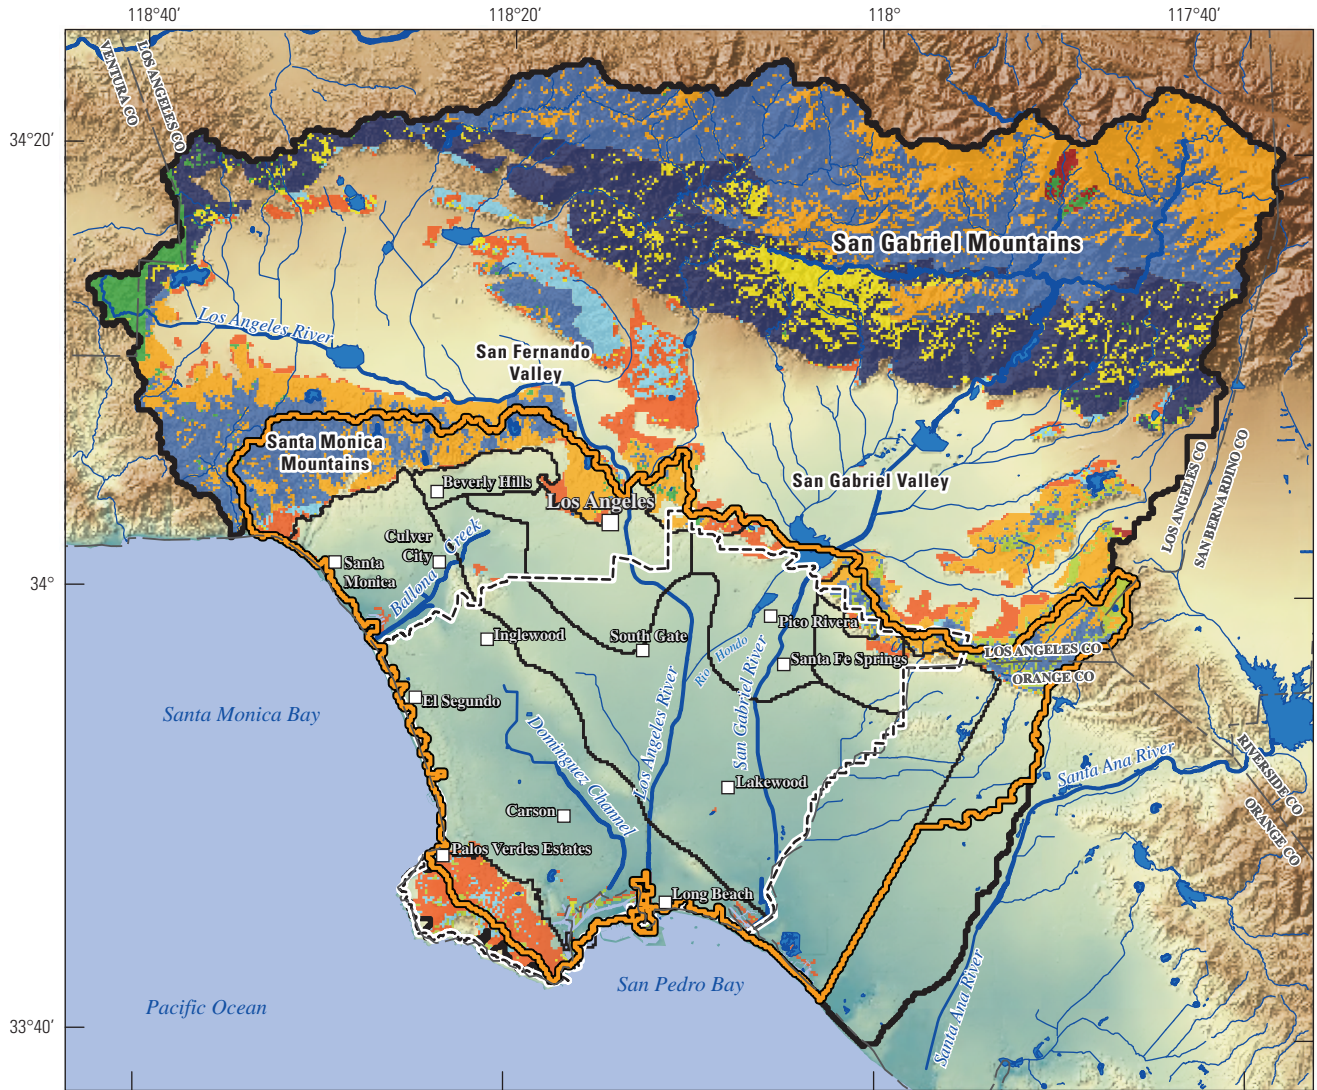 118°40′
118°20′
118°
117°40′
34°20′
34°
33°40′
VENTURA CO
LOS ANGELES CO
San Gabriel Mountains
Los Angeles River
San Fernando
Valley
Santa Monica
Mountains
Beverly Hills
Los Angeles
San Gabriel Valley
LOS ANGELES CO
SAN BERNARDINO CO
Culver
City
Ballona Creek
Santa
Monica
Inglewood
South Gate
Rio Hondo
Pico Rivera
Santa Fe Springs
LOS ANGELES CO
ORANGE CO
El Segundo
Santa Monica Bay
Dominguez Channel
Los Angeles River
San Gabriel River
Lakewood
Santa Ana River
RIVERSIDE CO
ORANGE CO
Carson
Palos Verdes Estates
Long Beach
San Pedro Bay
Pacific Ocean
Santa Ana River